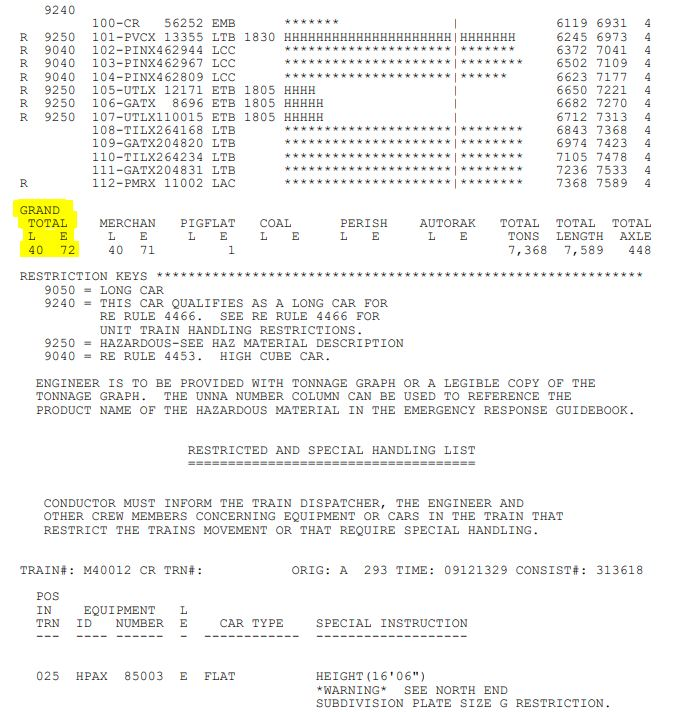 9240
100-CR 56252 EMB ******* | 6119 6931 4
R 9250 101-PVCX 13355 LTB 1830 HHHHHHHHHHHHHHHHHHHHH|HHHHHHH 6245 6973 4
R 9040 102-PINX462944 LCC *********************|******* 6372 7041 4
R 9040 103-PINX462967 LCC *********************|******** 6502 7109 4
R 9040 104-PINX462809 LCC *********************|****** 6623 7177 4
R 9250 105-UTLX 12171 ETB 1805 HHHH | 6650 7221 4
R 9250 106-GATX 8696 ETB 1805 HHHHH | 6682 7270 4
R 9250 107-UTLX110015 ETB 1805 HHHHH | 6712 7313 4
108-TILX264168 LTB *********************|******** 6843 7368 4
109-GATX204820 LTB *********************|******** 6974 7423 4
110-TILX264234 LTB *********************|******** 7105 7478 4
111-GATX204831 LTB *********************|******** 7236 7533 4
R 112-PMRX 11002 LAC *********************|******** 7368 7589 4
GRAND
TOTAL MERCHAN PIGFLAT COAL PERISH AUTORAK TOTAL TOTAL TOTAL
L E L E L E L E L E L E TONS LENGTH AXLE
40 72 40 71 1 7,368 7,589 448
RESTRICTION KEYS *************************************************************
9050 = LONG CAR
9240 = THIS CAR QUALIFIES AS A LONG CAR FOR
RE RULE 4466. SEE RE RULE 4466 FOR
UNIT TRAIN HANDLING RESTRICTIONS.
9250 = HAZARDOUS-SEE HAZ MATERIAL DESCRIPTION
9040 = RE RULE 4453. HIGH CUBE CAR.
ENGINEER IS TO BE PROVIDED WITH TONNAGE GRAPH OR A LEGIBLE COPY OF THE
TONNAGE GRAPH. THE UNNA NUMBER COLUMN CAN BE USED TO REFERENCE THE
PRODUCT NAME OF THE HAZARDOUS MATERIAL IN THE EMERGENCY RESPONSE GUIDEBOOK.
RESTRICTED AND SPECIAL HANDLING LIST
====================================
CONDUCTOR MUST INFORM THE TRAIN DISPATCHER, THE ENGINEER AND
OTHER CREW MEMBERS CONCERNING EQUIPMENT OR CARS IN THE TRAIN THAT
RESTRICT THE TRAINS MOVEMENT OR THAT REQUIRE SPECIAL HANDLING.
TRAIN#: M40012 CR TRN#: ORIG: A 293 TIME: 09121329 CONSIST#: 313618
POS
IN EQUIPMENT L
TRN ID NUMBER E CAR TYPE SPECIAL INSTRUCTION
--- ---- ------ - ------------ -------------------
025 HPAX 85003 E FLAT HEIGHT(16'06")
*WARNING* SEE NORTH END
SUBDIVISION PLATE SIZE G RESTRICTION.